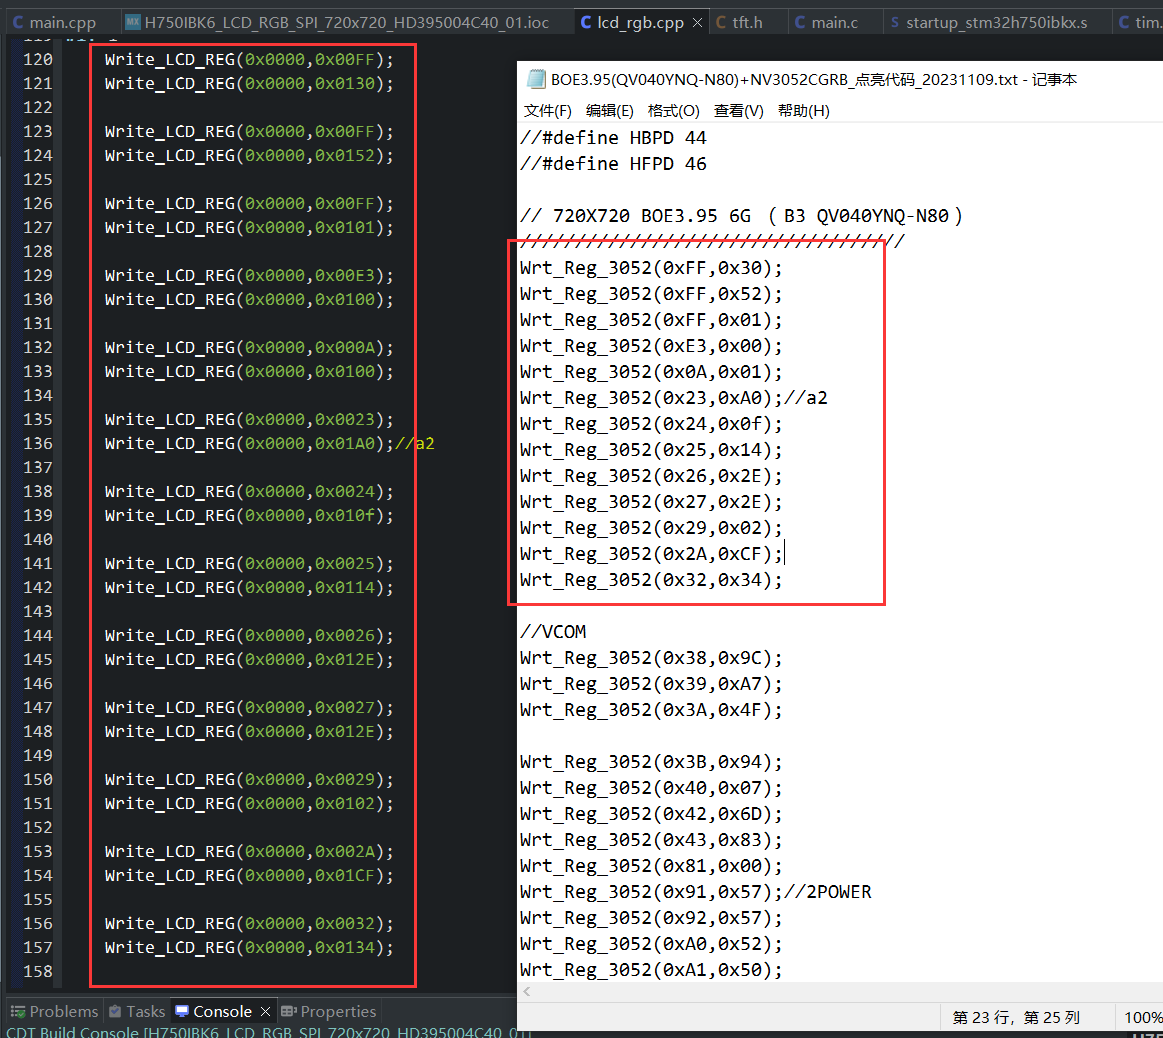 main.cpp
MX H750IBK6_LCD_RGB_SPI_720x720_HD395004C40_01.ioc
lcd_rgb.cpp
tft.h
main.c
startup_stm32h750ibkx.s
tim.
120 Write_LCD_REG(0x0000,0x00FF);
121 Write_LCD_REG(0x0000,0x0130);
122
123 Write_LCD_REG(0x0000,0x00FF);
124 Write_LCD_REG(0x0000,0x0152);
125
126 Write_LCD_REG(0x0000,0x00FF);
127 Write_LCD_REG(0x0000,0x0101);
128
129 Write_LCD_REG(0x0000,0x00E3);
130 Write_LCD_REG(0x0000,0x0100);
131
132 Write_LCD_REG(0x0000,0x000A);
133 Write_LCD_REG(0x0000,0x0100);
134
135 Write_LCD_REG(0x0000,0x0023);
136 Write_LCD_REG(0x0000,0x01A0);//a2
137
138 Write_LCD_REG(0x0000,0x0024);
139 Write_LCD_REG(0x0000,0x010f);
140
141 Write_LCD_REG(0x0000,0x0025);
142 Write_LCD_REG(0x0000,0x0114);
143
144 Write_LCD_REG(0x0000,0x0026);
145 Write_LCD_REG(0x0000,0x012E);
146
147 Write_LCD_REG(0x0000,0x0027);
148 Write_LCD_REG(0x0000,0x012E);
149
150 Write_LCD_REG(0x0000,0x0029);
151 Write_LCD_REG(0x0000,0x0102);
152
153 Write_LCD_REG(0x0000,0x002A);
154 Write_LCD_REG(0x0000,0x01CF);
155
156 Write_LCD_REG(0x0000,0x0032);
157 Write_LCD_REG(0x0000,0x0134);
158
Problems
Tasks
Console
Properties
CDT Build Console [H750IBK6_LCD_RGB_SPI_720x720_HD395004C40_01]
BOE3.95(QV040YNQ-N80)+NV3052CGRB_点亮代码_20231109.txt - 记事本
文件(F) 编辑(E) 格式(O) 查看(V) 帮助(H)
//#define HBPD 44
//#define HFPD 46
// 720X720 BOE3.95 6G （B3 QV040YNQ-N80）
///////////////////////////////////
Wrt_Reg_3052(0xFF,0x30);
Wrt_Reg_3052(0xFF,0x52);
Wrt_Reg_3052(0xFF,0x01);
Wrt_Reg_3052(0xE3,0x00);
Wrt_Reg_3052(0x0A,0x01);
Wrt_Reg_3052(0x23,0xA0);//a2
Wrt_Reg_3052(0x24,0x0f);
Wrt_Reg_3052(0x25,0x14);
Wrt_Reg_3052(0x26,0x2E);
Wrt_Reg_3052(0x27,0x2E);
Wrt_Reg_3052(0x29,0x02);
Wrt_Reg_3052(0x2A,0xCF);
Wrt_Reg_3052(0x32,0x34);
//VCOM
Wrt_Reg_3052(0x38,0x9C);
Wrt_Reg_3052(0x39,0xA7);
Wrt_Reg_3052(0x3A,0x4F);
Wrt_Reg_3052(0x3B,0x94);
Wrt_Reg_3052(0x40,0x07);
Wrt_Reg_3052(0x42,0x6D);
Wrt_Reg_3052(0x43,0x83);
Wrt_Reg_3052(0x81,0x00);
Wrt_Reg_3052(0x91,0x57);//2POWER
Wrt_Reg_3052(0x92,0x57);
Wrt_Reg_3052(0xA0,0x52);
Wrt_Reg_3052(0xA1,0x50);
第 23 行，第 25 列
100%